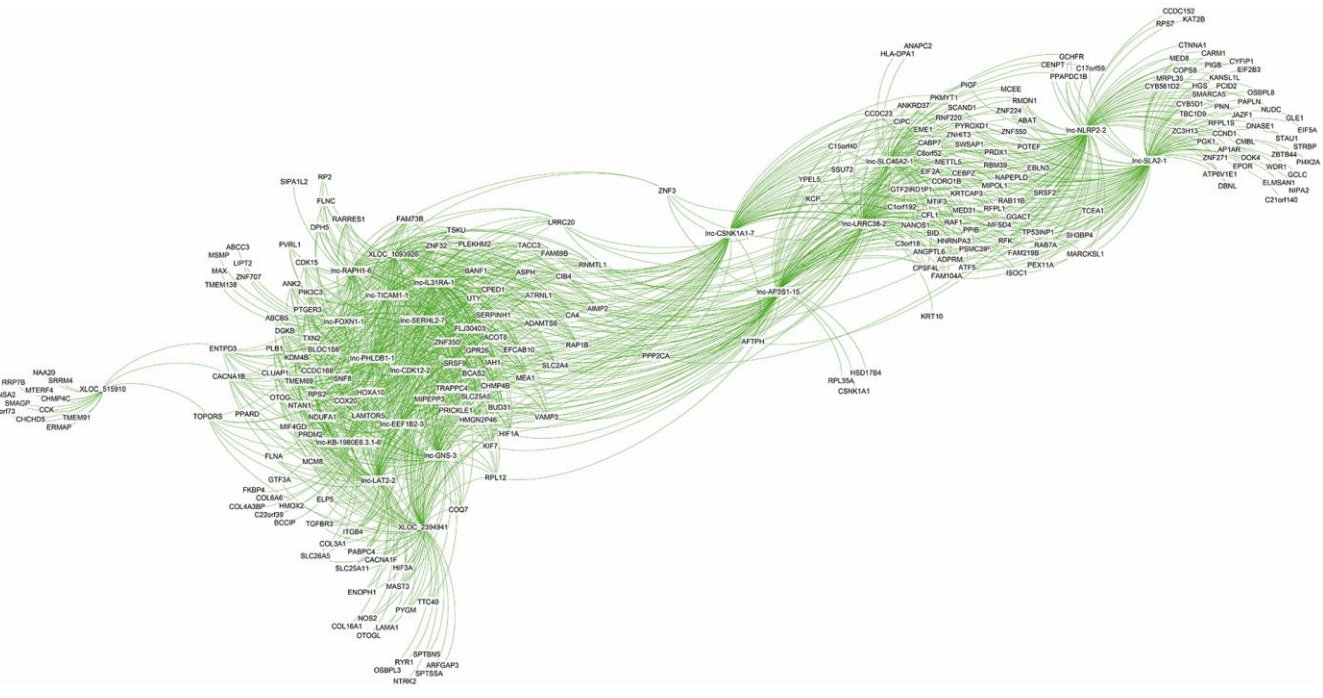 CCDC152
KAT2B
RPS7
ANAPC2
HLA-DPA1
CTNNA1
GCHFR
CARM1
MED8
CYFIP1
CENPT
C17orf59
PIGB
EIF2B3
COPS8
PPAPDC1B
MRPL35
KANSL1L
PIGF
CYB561D2
HGS
PCID2
MCEE
OSBPL8
SMARCA5
PKMYT1
RMDN1
PAPLN
ANKRD37
CYB5D1
PNN
NUDC
SCAND1
ZNF224
TBC1D9
JAZF1
CCDC23
RNF220
ABAT
GLE1
CIPC
RFPL1S
DNASE1
EIF5A
EME1
PYROXD1
lnc-NLRP2-2
ZC3H13
CCND1
ZNHIT3
ZNF550
STAU1
PGK1
CMBL
CABP7
SWSAP1
POTEF
STRBP
C15orf40
C6orf52
PRDX1
AP1AR
ZBTB44
lnc-SLC46A2-1
lnc-SLA2-1
ZNF271
DOK4
PI4K2A
SSU72
METTL5
RBM39
EBLN3
EPOR
WDR1
EIF2A
CEBPZ
NAPEPLD
ATP6V1E1
GCLC
RP2
YPEL5
CORO1B
MIPOL1
ELMSAN1
SIPA1L2
DBNL
NIPA2
ZNF3
GTF2IRD1P1
KRTCAP3
SRSF2
KCP
RAB11B
C21orf140
FLNC
MTIF3
C1orf192
RFPL1
TCEA1
RARRES1
FAM73B
CFL1
MED31
GGACT
LRRC20
lnc-LRRC38-2
NANOS1
RAF1
MFSD4
DPH5
TSKU
lnc-CSNK1A1-7
BID
PPIB
TP53INP1
SH3BP4
PVRL1
ZNF32
PLEKHM2
TACC3
C3orf18
HNRNPA3
RFK
RAB7A
ABCC3
XLOC_1093926
FAM69B
ANGPTL6
PSMC3IP
FAM219B
MARCKSL1
MSMP
LIPT2
CDK15
RNMTL1
ADPRM
PEX11A
MAX
lnc-RAPH1-6
BANF1
ASPH
CPSF4L
ATF5
ISOC1
ZNF707
CIB4
FAM104A
TMEM138
ANK2
lnc-IL31RA-1
CPED1
PIK3C3
lnc-TICAM1-1
UTY
ATRNL1
lnc-AP3S1-15
PTGER3
AIMP2
ABCB5
lnc-FOXN1-1
lnc-SERHL2-7
SERPINH1
CA4
KRT10
DGKB
FLJ30403
ADAMTS6
TXN2
ZNF350
ACOT8
AFTPH
ENTPD3
PLB1
BLOC1S6
GPR26
EFCAB10
RAP1B
KDM4B
lnc-PHLDB1-1
PPP2CA
CLUAP1
CCDC168
lnc-CDK12-2
SRSF9
IAH1
SLC2A4
HSD17B4
NAA20
CACNA1B
TMEM69
SNF8
BCAS2
MEA1
RPL35A
RRP7B
SRRM4
XLOC_515910
TRAPPC4
CHMP4B
CSNK1A1
MTERF4
OTOG
RPS2
HOXA10
SLC25A5
CHMP4C
NTAN1
COX20
MIPEPP3
SMAGP
CCK
TOPORS
PPARD
NDUFA1
LAMTOR5
PRICKLE1
BUD31
VAMP3
CHCHD5
TMEM91
MIF4GD
lnc-EEF1B2-3
HMGN2P46
ERMAP
PRDM2
HIF1A
lnc-KB-1980E6.3.1-6
KIF7
FLNA
lnc-GNS-3
MCM8
GTF3A
lnc-LAT2-2
RPL12
FKBP4
COL6A6
ELP5
COL4A3BP
HMOX2
COQ7
C22orf39
BCCIP
TGFBR3
XLOC_2394941
ITGB4
COL3A1
SLC26A5
PABPC4
CACNA1F
SLC25A11
HIF3A
ENOPH1
MAST3
TTC40
PYGM
NOS2
COL16A1
LAMA1
OTOGL
SPTBN5
RYR1
ARFGAP3
OSBPL3
SPTSSA
NTRK2